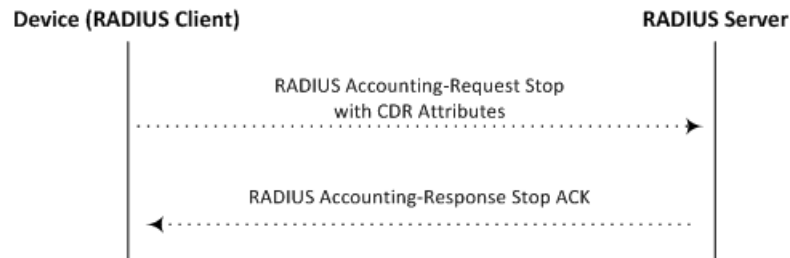 Device (RADIUS Client)
RADIUS Server
RADIUS Accounting-Request Stop
with CDR Attributes
RADIUS Accounting-Response Stop ACK